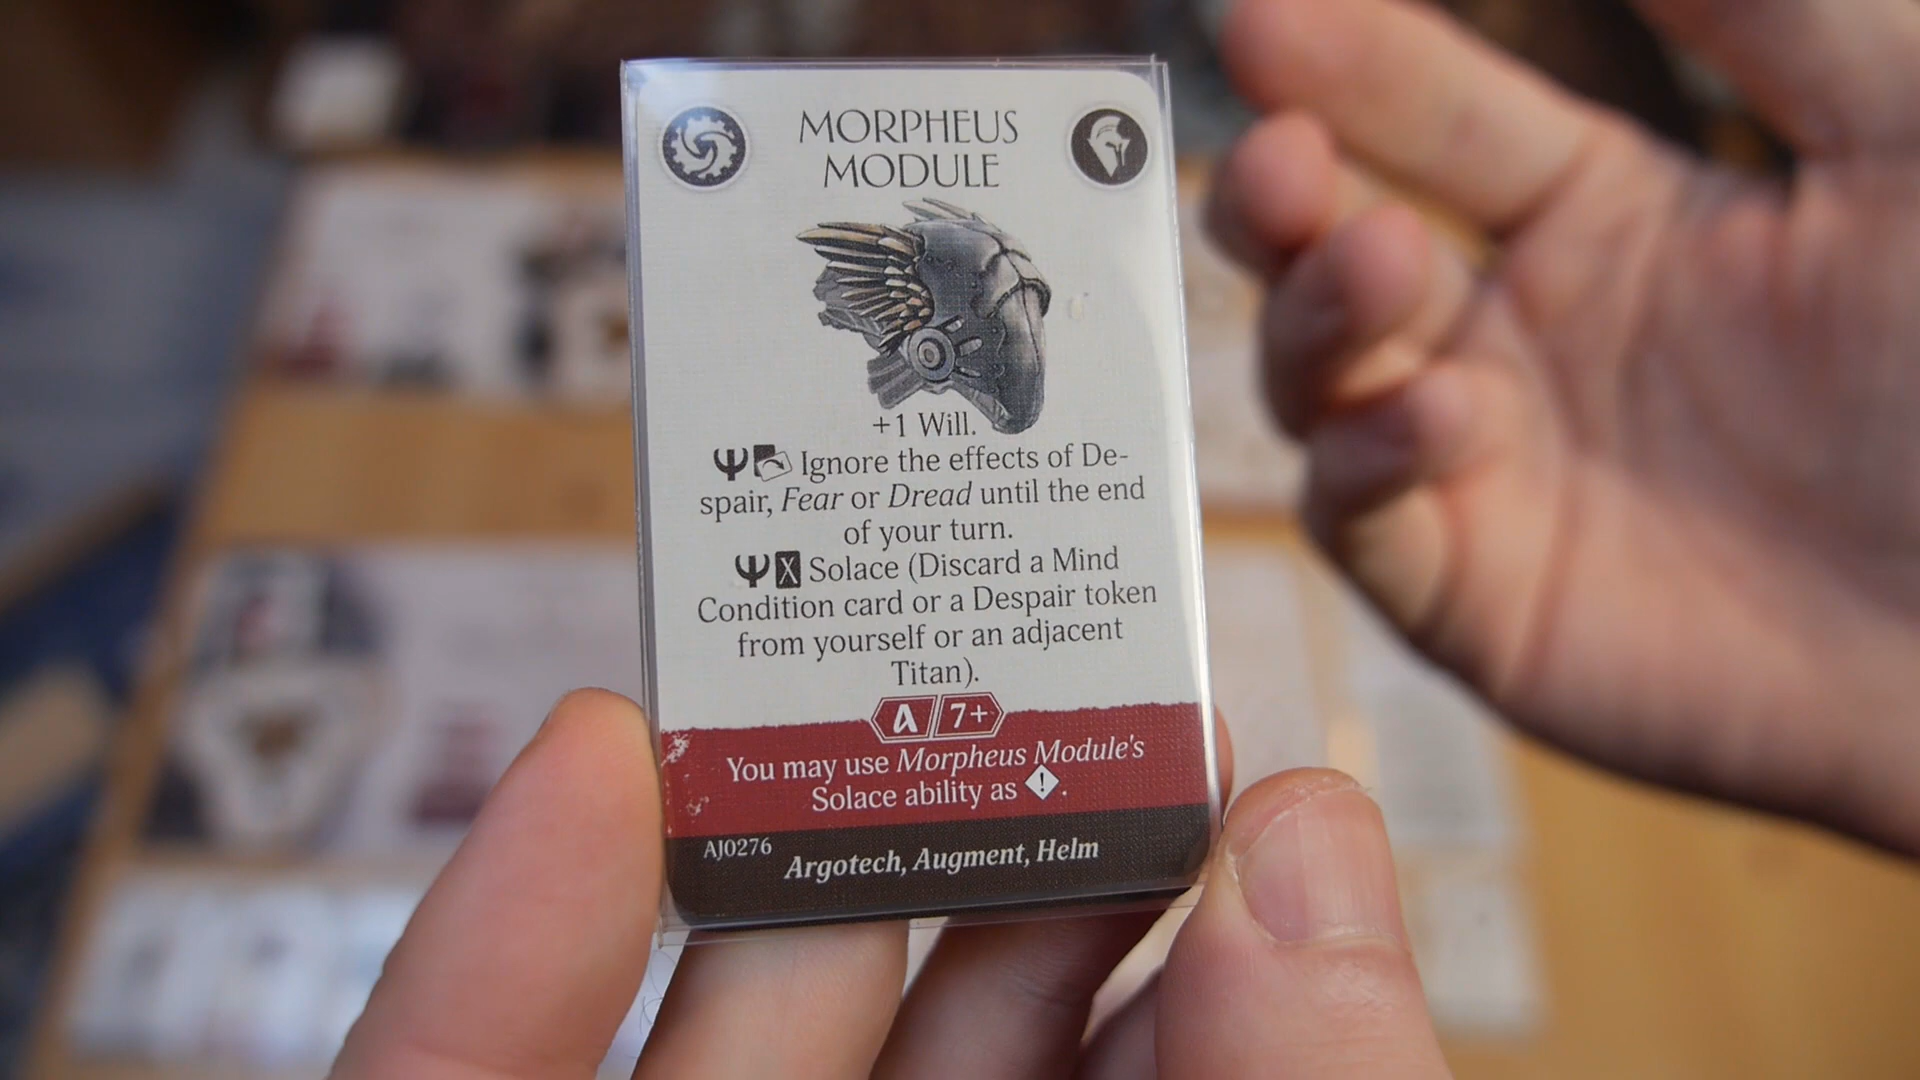 MORPHEUS
MODULE
+1 Will.
Ignore the effects of De-
spair, Fear or Dread until the end
of your turn.
X Solace (Discard a Mind
Condition card or a Despair token
from yourself or an adjacent
Titan).
A 7+
You may use Morpheus Module's
Solace ability as ! .
AJ0276
Argotech, Augment, Helm